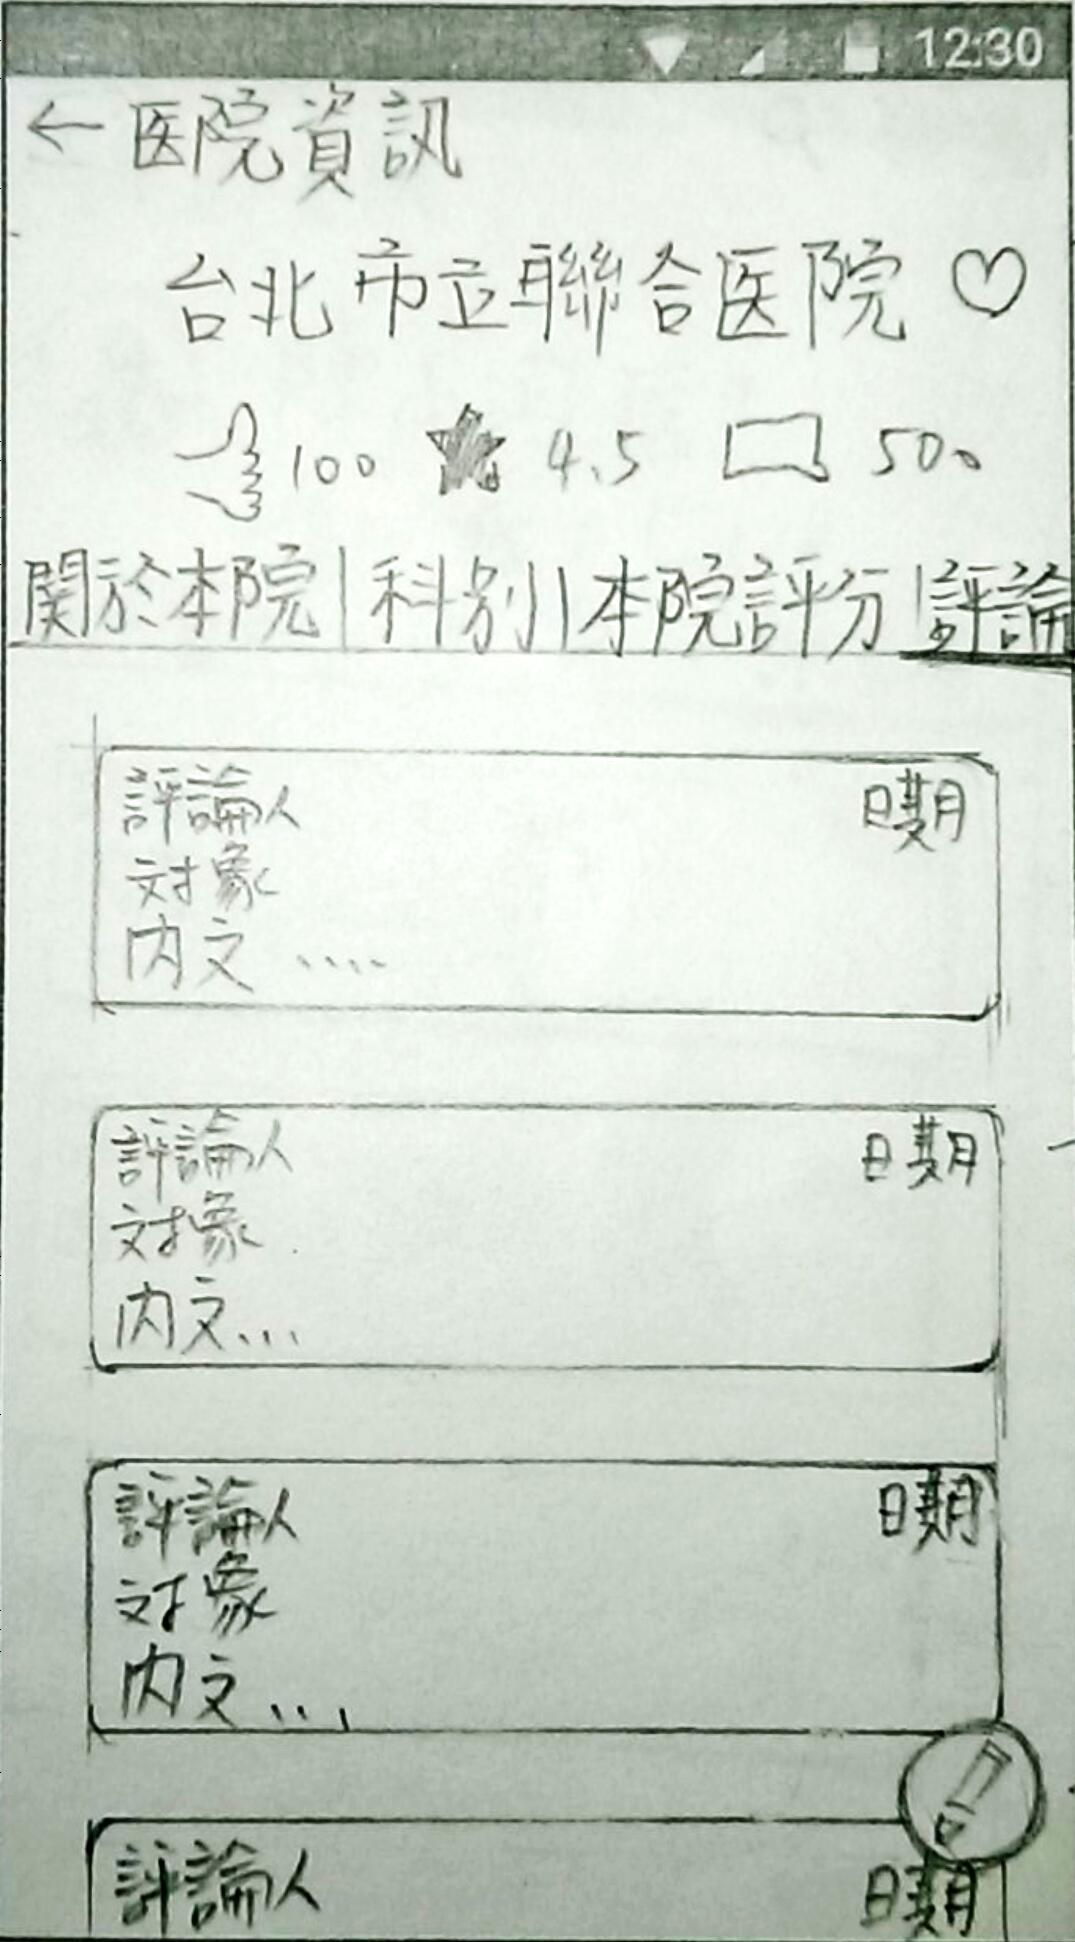 12:30
←医院資訊
台北市立聯合医院♡
100 4.5 500
関於本院|科別|本院評分|評論
評論人 日期
対象
内文....
評論人 日期
対象
内文...
評論人 日期
対象
内文...
評論人 日期